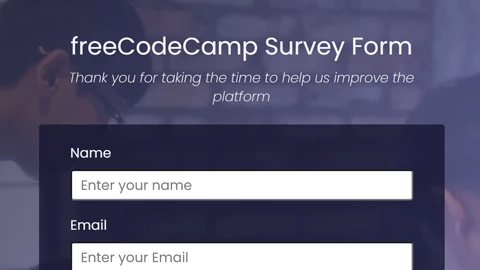 freeCodeCamp Survey Form
Thank you for taking the time to help us improve the
platform
Name
Enter your name
Email
Enter your Email